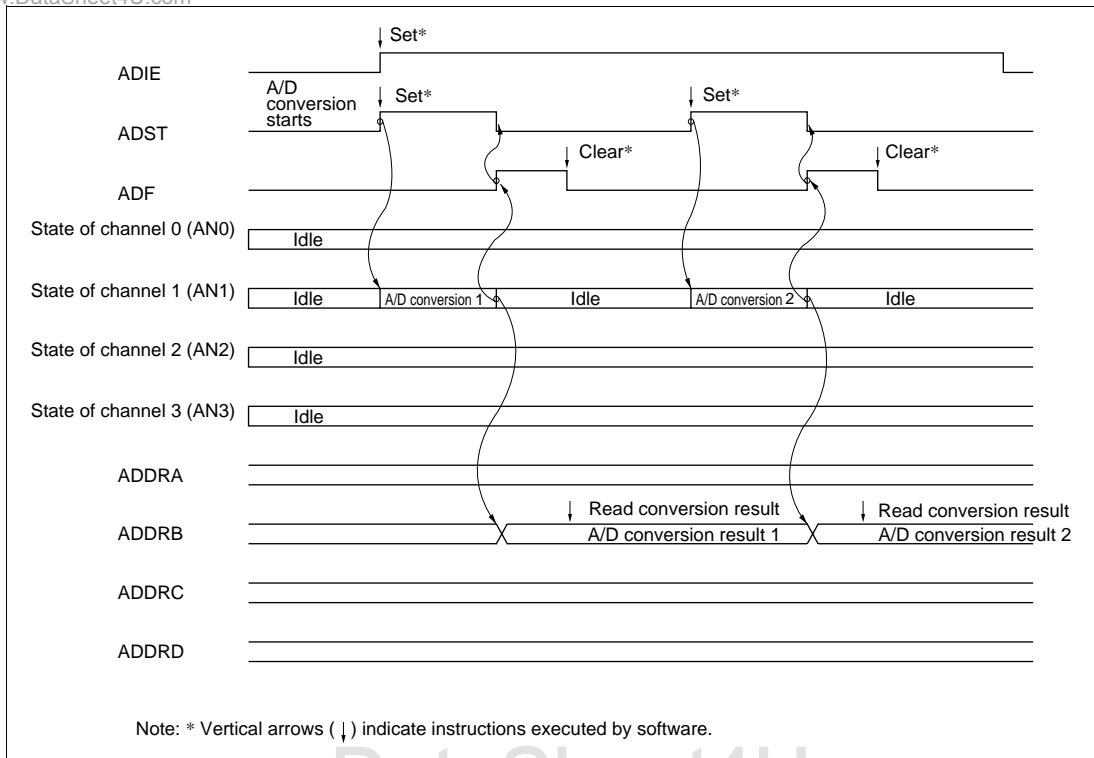 w.DataSheet4U.com
↓ Set*
ADIE
A/D
conversion
starts
↓ Set*
↓ Set*
ADST
↓ Clear*
↓ Clear*
ADF
State of channel 0 (AN0)
Idle
State of channel 1 (AN1)
Idle
A/D conversion 1
Idle
A/D conversion 2
Idle
State of channel 2 (AN2)
Idle
State of channel 3 (AN3)
Idle
ADDRA
↓ Read conversion result
↓ Read conversion result
ADDRB
A/D conversion result 1
A/D conversion result 2
ADDRC
ADDRD
Note: * Vertical arrows (↓) indicate instructions executed by software.
DataSheet4U